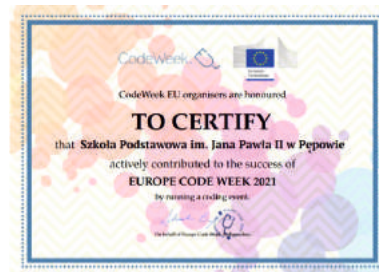 CodeWeek
CodeWeek EU organisers are honoured
TO CERTIFY
that Szkoła Podstawowa im. Jana Pawła II w Pępowie
actively contributed to the success of
EUROPE CODE WEEK 2021
by running a coding event.